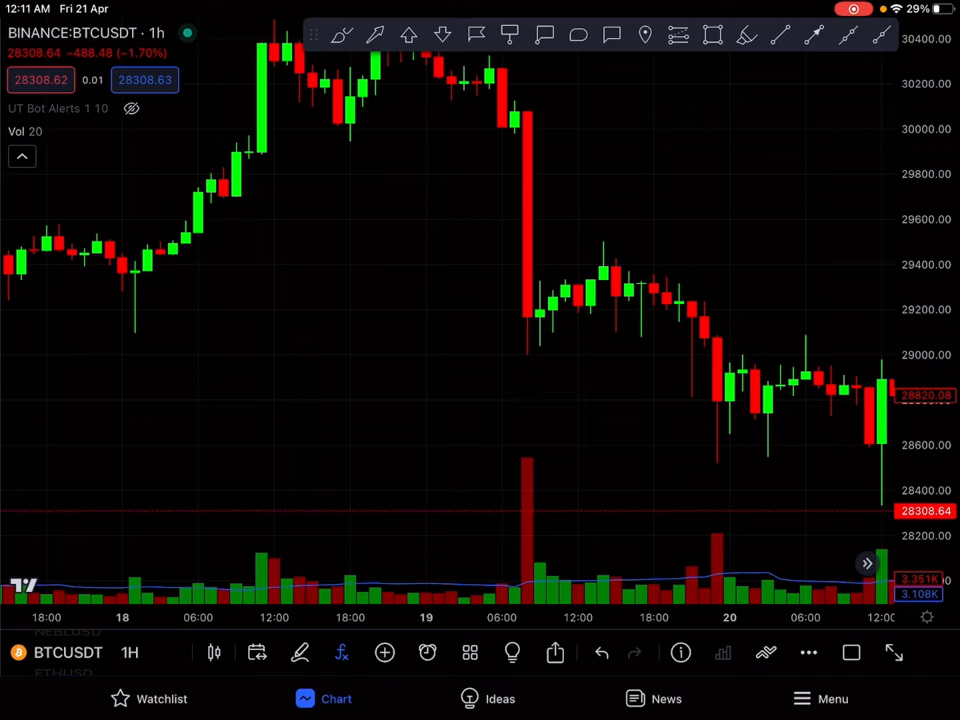 12:11 AM Fri 21 Apr
29%
BINANCE:BTCUSDT · 1h
28308.64 −488.48 (−1.70%)
28308.62 0.01 28308.63
UT Bot Alerts 1 10
Vol 20
30400.00
30200.00
30000.00
29800.00
29600.00
29400.00
29200.00
29000.00
28820.08
28600.00
28400.00
28308.64
28200.00
3.351K
3.108K
18:00 18 06:00 12:00 18:00 19 06:00 12:00 18:00 20 06:00 12:00
NEBLUSD
BTCUSDT 1H
ETHUSD
Watchlist Chart Ideas News Menu